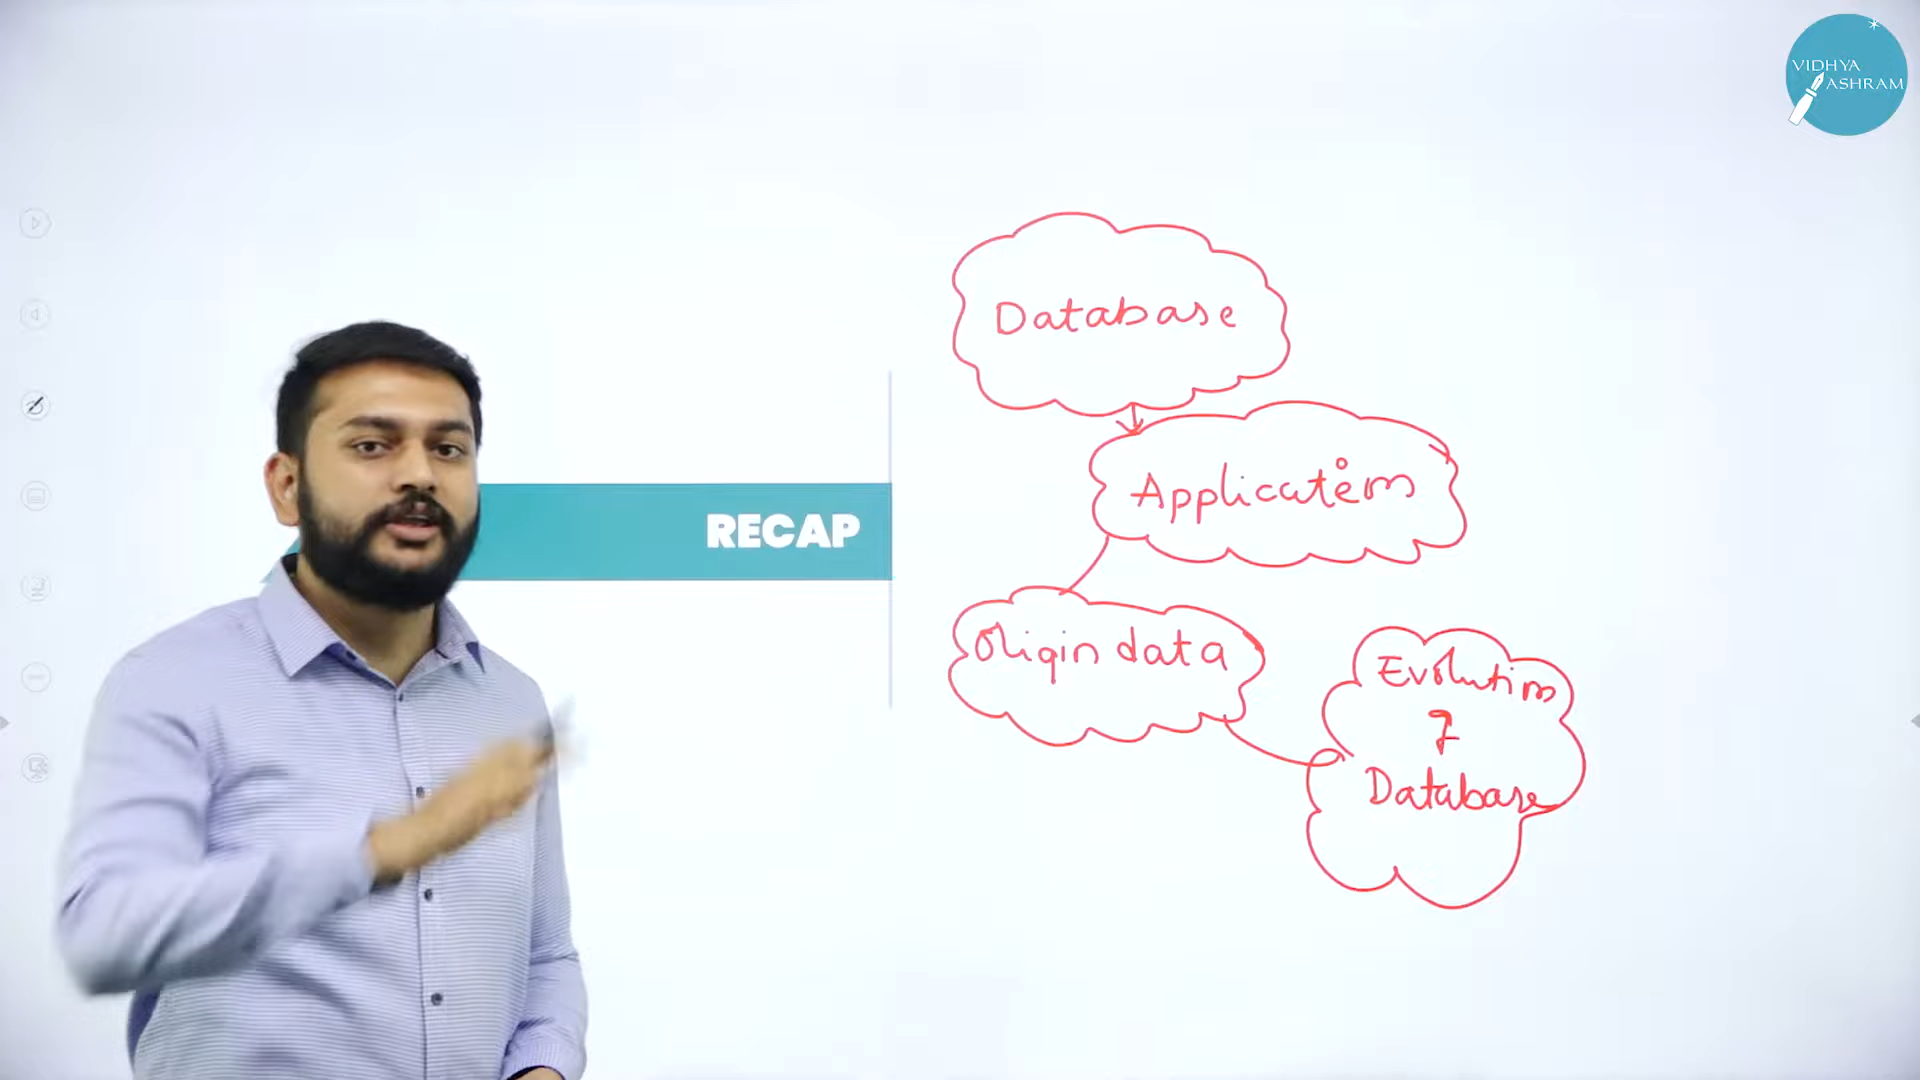 VIDHYA
ASHRAM
Database
Application
RECAP
Origin data
Evolution
of
Database